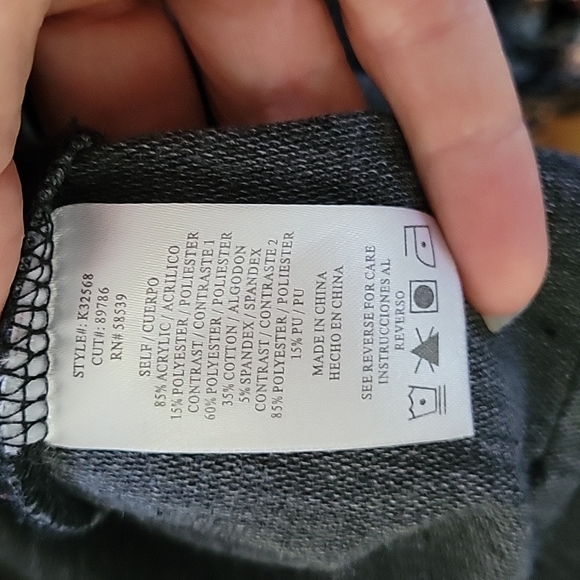 STYLE#: K32568
CUT#: 89786
RN# 58539
SELF / CUERPO
85% ACRYLIC / ACRILICO
15% POLYESTER / POLIESTER
CONTRAST / CONTRASTE 1
60% POLYESTER / POLIESTER
35% COTTON / ALGODON
5% SPANDEX / SPANDEX
CONTRAST / CONTRASTE 2
85% POLYESTER / POLIESTER
15% PU / PU
MADE IN CHINA
HECHO EN CHINA
SEE REVERSE FOR CARE
INSTRUCCIONES AL
REVERSO